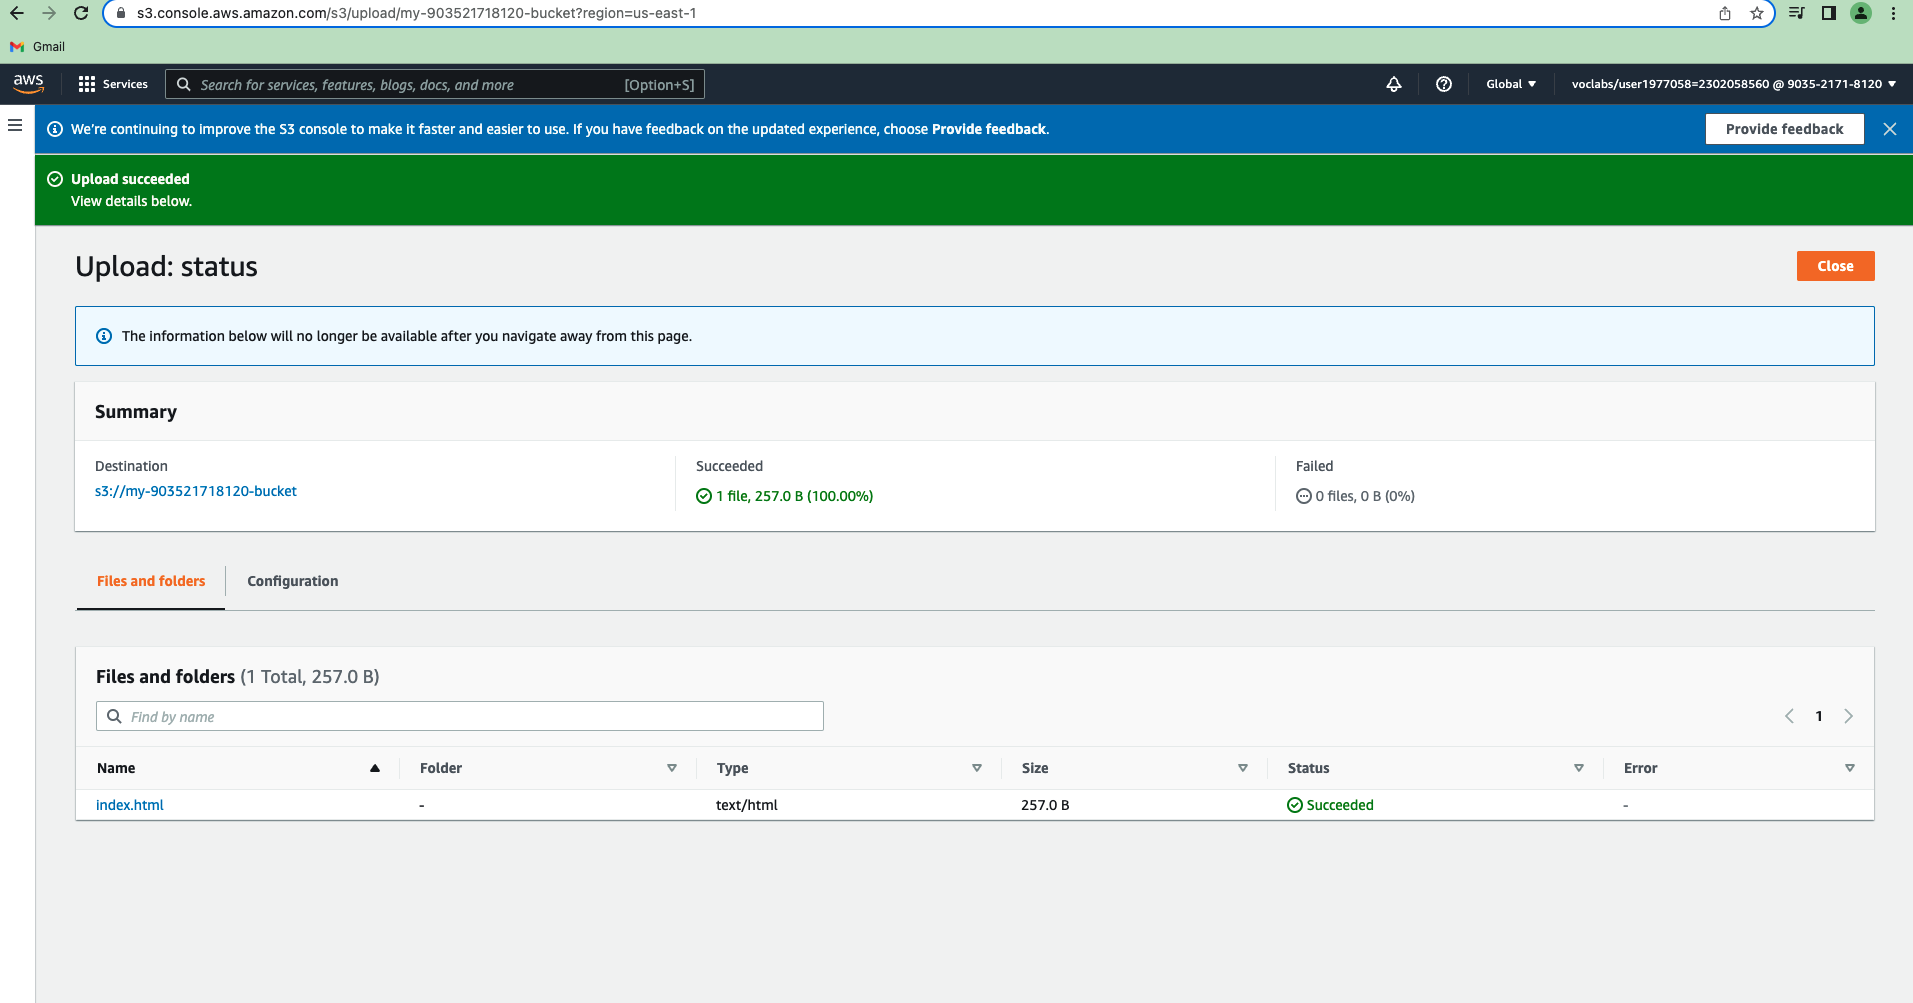 s3.console.aws.amazon.com/s3/upload/my-903521718120-bucket?region=us-east-1
Gmail
aws
Services
Search for services, features, blogs, docs, and more [Option+S]
Global
voclabs/user1977058=2302058560 @ 9035-2171-8120
We're continuing to improve the S3 console to make it faster and easier to use. If you have feedback on the updated experience, choose Provide feedback.
Provide feedback
Upload succeeded
View details below.
Upload: status
Close
The information below will no longer be available after you navigate away from this page.
Summary
Destination
s3://my-903521718120-bucket
Succeeded
1 file, 257.0 B (100.00%)
Failed
0 files, 0 B (0%)
Files and folders
Configuration
Files and folders (1 Total, 257.0 B)
Find by name
1
Name Folder Type Size Status Error
index.html - text/html 257.0 B Succeeded -